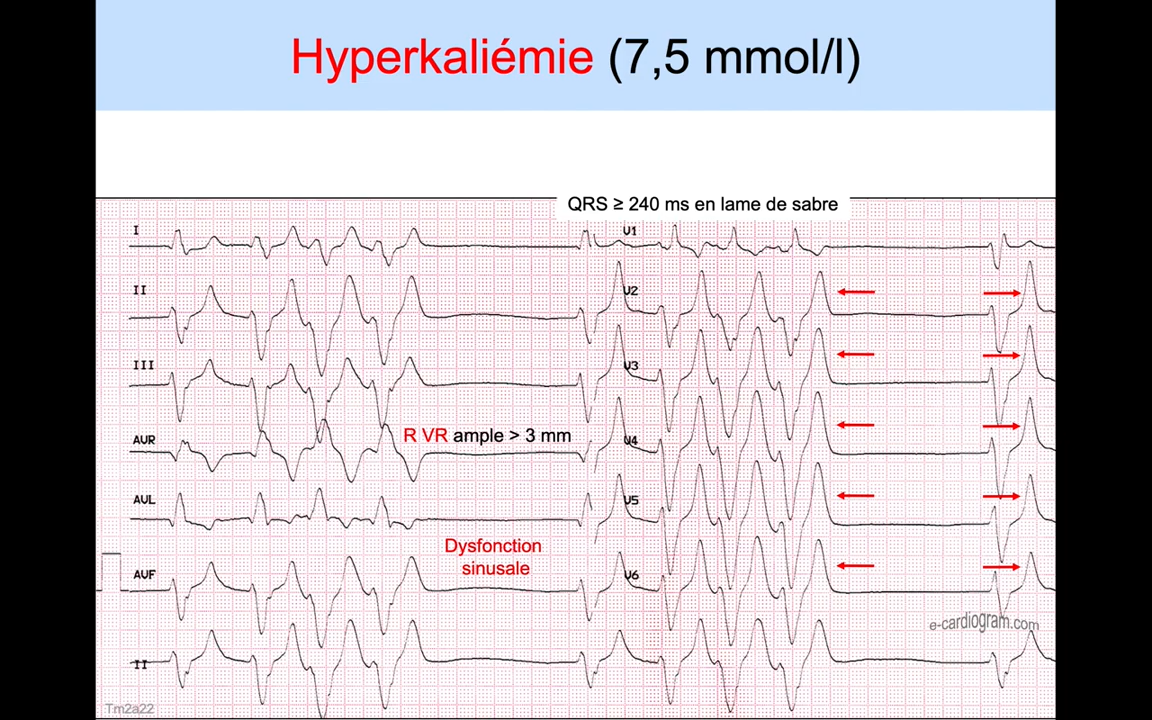 Hyperkaliémie (7,5 mmol/l)
QRS ≥ 240 ms en lame de sabre
I
V1
II
V2
III
V3
AVR
R VR ample > 3 mm
V4
AVL
V5
Dysfonction
sinusale
AVF
V6
e-cardiogram.com
II
Tm2a22